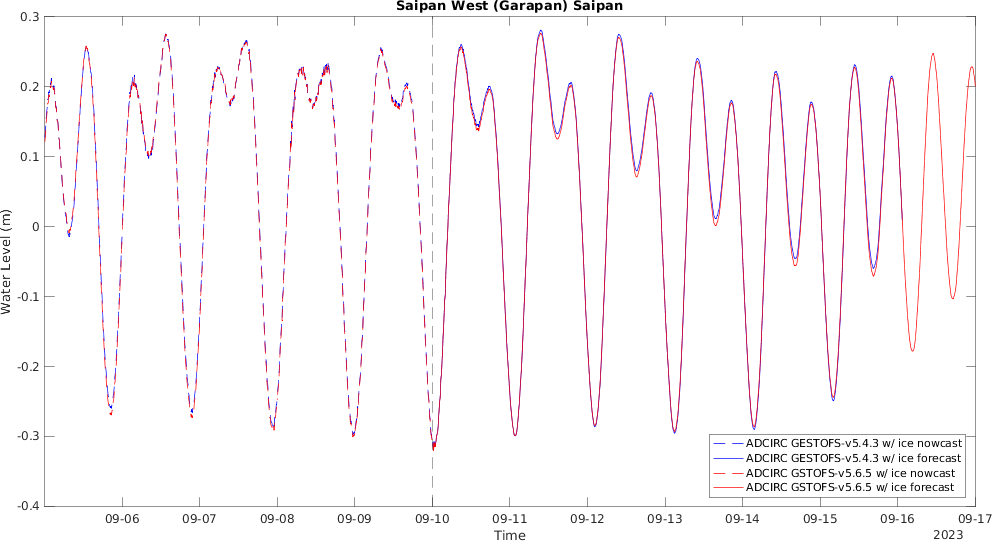 Saipan West (Garapan) Saipan
0.3
0.2
0.1
0
-0.1
-0.2
-0.3
-0.4
Water Level (m)
ADCIRC GESTOFS-v5.4.3 w/ ice nowcast
ADCIRC GESTOFS-v5.4.3 w/ ice forecast
ADCIRC GSTOFS-v5.6.5 w/ ice nowcast
ADCIRC GSTOFS-v5.6.5 w/ ice forecast
09-06 09-07 09-08 09-09 09-10 09-11 09-12 09-13 09-14 09-15 09-16 09-17
Time
2023